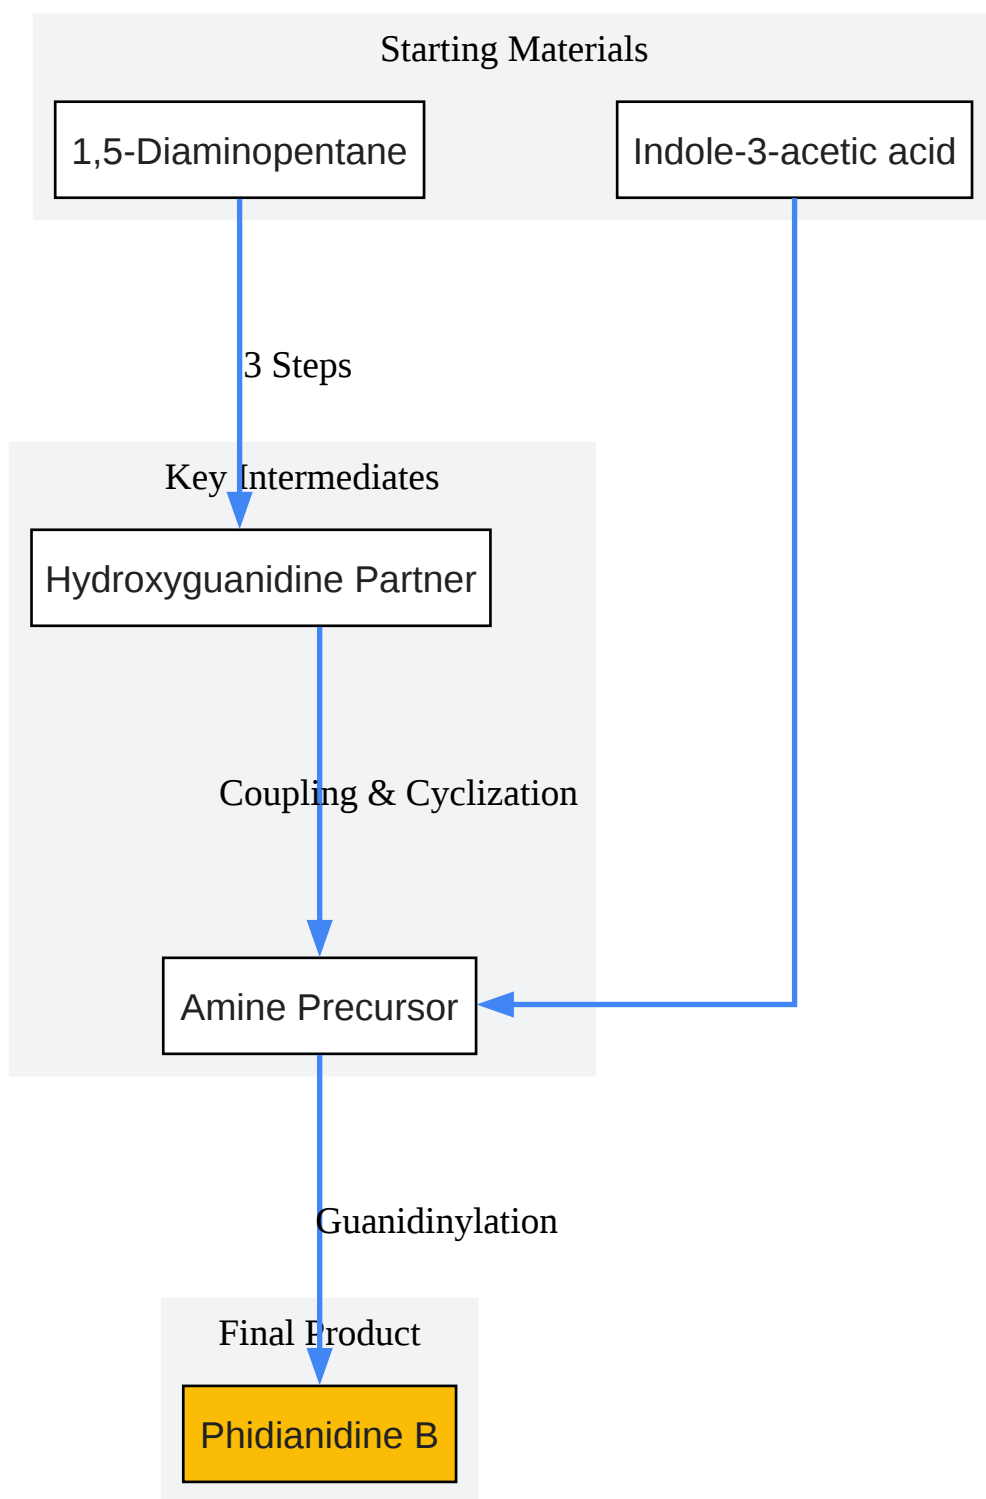 Starting Materials
1,5-Diaminopentane
Indole-3-acetic acid
3 Steps
Key Intermediates
Hydroxyguanidine Partner
Coupling & Cyclization
Amine Precursor
Guanidinylation
Final Product
Phidianidine B